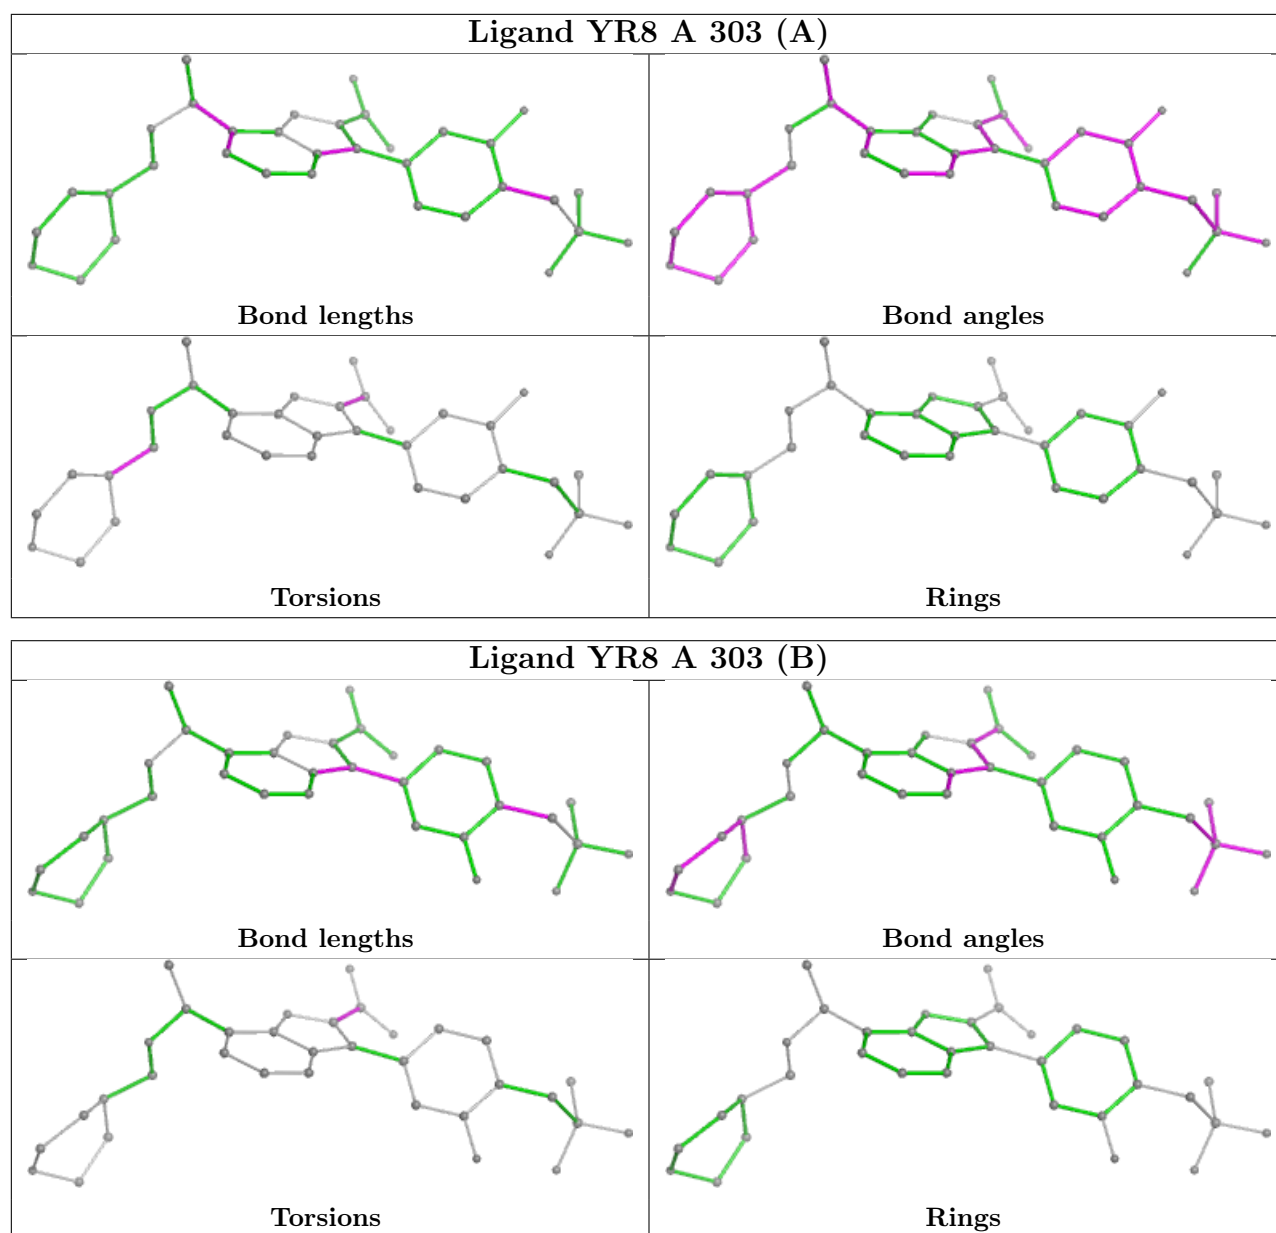 Ligand YR8 A 303 (A)
Bond lengths
Bond angles
Torsions
Rings
Ligand YR8 A 303 (B)
Bond lengths
Bond angles
Torsions
Rings